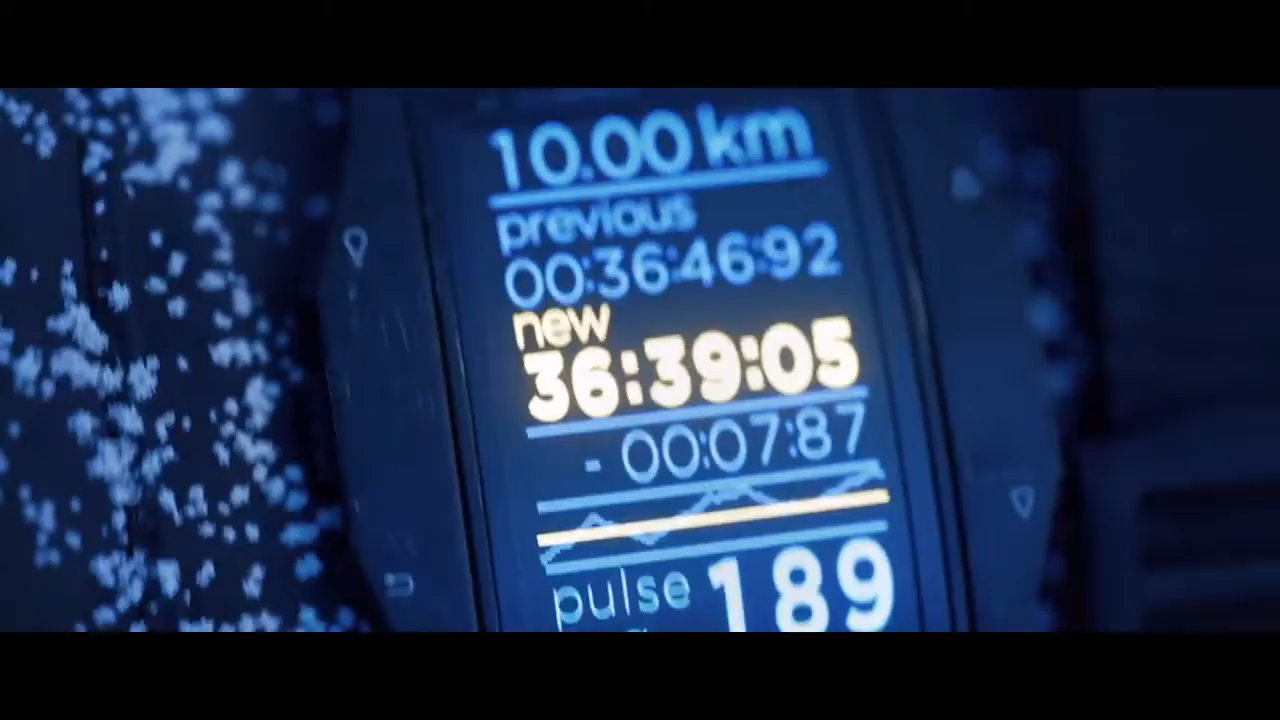 10.00 km
previous
00:36:46:92
new
36:39:05
- 00:07:87
pulse 189